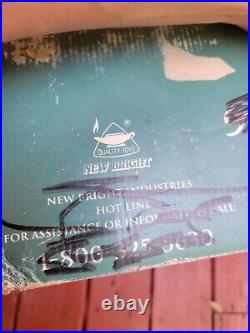 QUALITY TOYS
NEW BRIGHT
NEW BRIGHT INDUSTRIES
HOT LINE
FOR ASSISTANCE OR INFORMATION CALL:
1-800